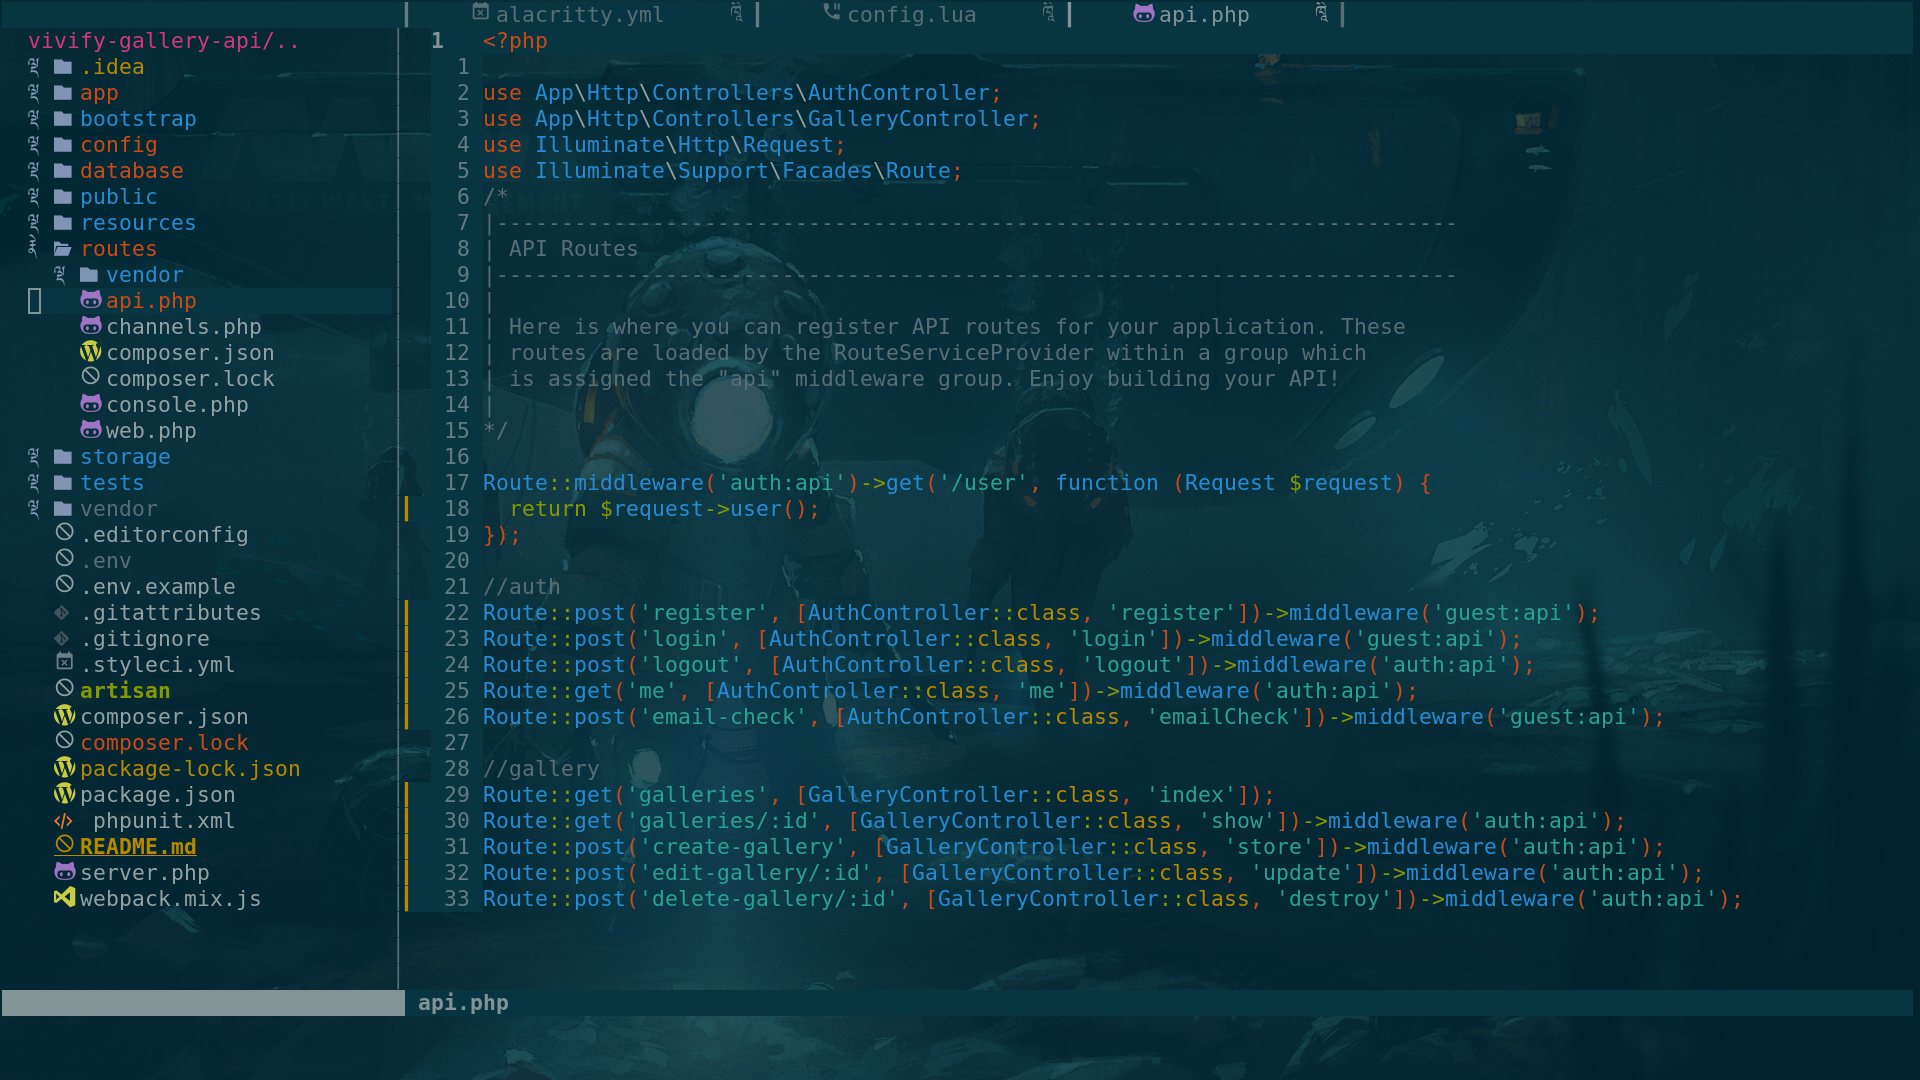 alacritty.yml config.lua api.php
vivify-gallery-api/..
.idea
app
bootstrap
config
database
public
resources
routes
vendor
api.php
channels.php
composer.json
composer.lock
console.php
web.php
storage
tests
vendor
.editorconfig
.env
.env.example
.gitattributes
.gitignore
.styleci.yml
artisan
composer.json
composer.lock
package-lock.json
package.json
phpunit.xml
README.md
server.php
webpack.mix.js
1 <?php
1
2 use App\Http\Controllers\AuthController;
3 use App\Http\Controllers\GalleryController;
4 use Illuminate\Http\Request;
5 use Illuminate\Support\Facades\Route;
6 /*
7 |--------------------------------------------------------------------------
8 | API Routes
9 |--------------------------------------------------------------------------
10 |
11 | Here is where you can register API routes for your application. These
12 | routes are loaded by the RouteServiceProvider within a group which
13 | is assigned the "api" middleware group. Enjoy building your API!
14 |
15 */
16
17 Route::middleware('auth:api')->get('/user', function (Request $request) {
18   return $request->user();
19 });
20
21 //auth
22 Route::post('register', [AuthController::class, 'register'])->middleware('guest:api');
23 Route::post('login', [AuthController::class, 'login'])->middleware('guest:api');
24 Route::post('logout', [AuthController::class, 'logout'])->middleware('auth:api');
25 Route::get('me', [AuthController::class, 'me'])->middleware('auth:api');
26 Route::post('email-check', [AuthController::class, 'emailCheck'])->middleware('guest:api');
27
28 //gallery
29 Route::get('galleries', [GalleryController::class, 'index']);
30 Route::get('galleries/:id', [GalleryController::class, 'show'])->middleware('auth:api');
31 Route::post('create-gallery', [GalleryController::class, 'store'])->middleware('auth:api');
32 Route::post('edit-gallery/:id', [GalleryController::class, 'update'])->middleware('auth:api');
33 Route::post('delete-gallery/:id', [GalleryController::class, 'destroy'])->middleware('auth:api');
api.php